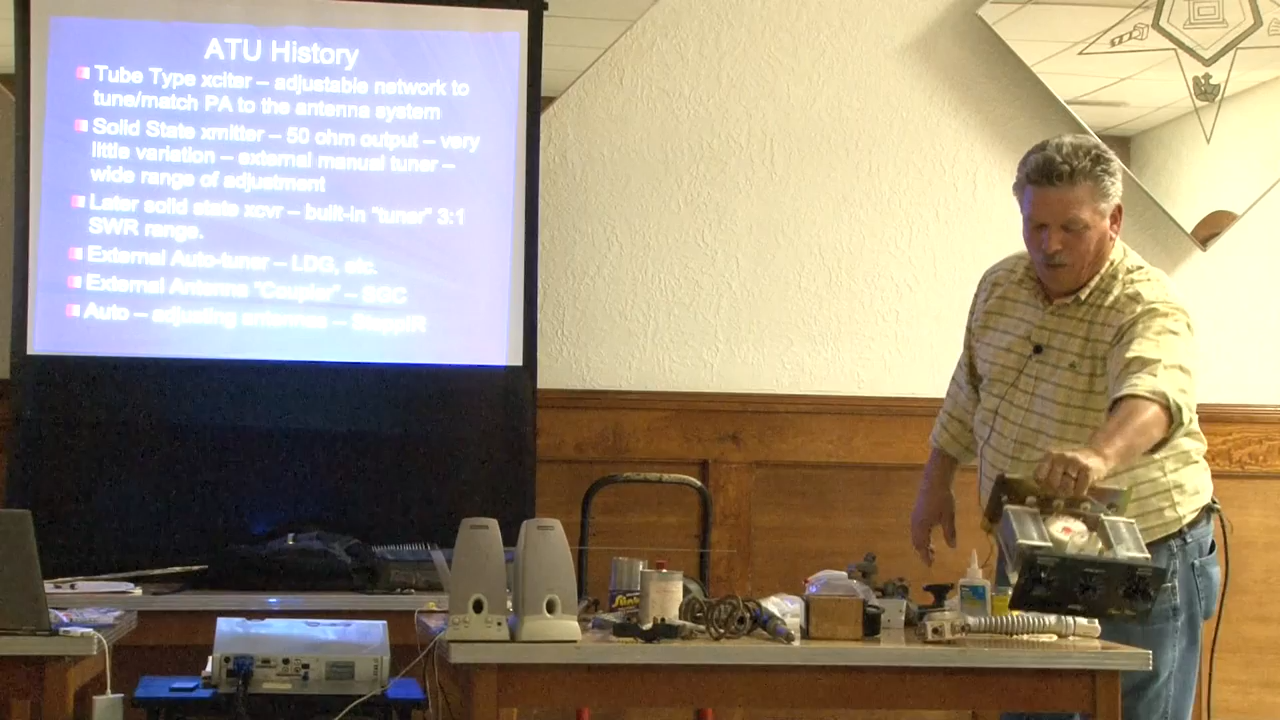 ATU History
Tube Type xciter – adjustable network to
tune/match PA to the antenna system
Solid State xmitter – 50 ohm output – very
little variation – external manual tuner –
wide range of adjustment
Later solid state xcvr – built-in "tuner" 3:1
SWR range.
External Auto-tuner – LDG, etc.
External Antenna "Coupler" – SGC
Auto – adjusting antennas – SteppIR